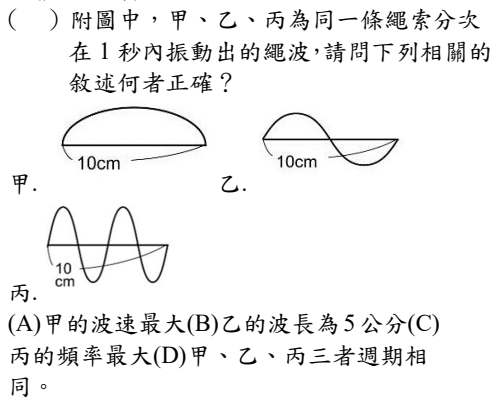 ( ) 附圖中，甲、乙、丙為同一條繩索分次
在 1 秒內振動出的繩波，請問下列相關的
敘述何者正確？
10cm
10cm
甲.
乙.
10
cm
丙.
(A)甲的波速最大(B)乙的波長為 5 公分(C)
丙的頻率最大(D)甲、乙、丙三者週期相
同。